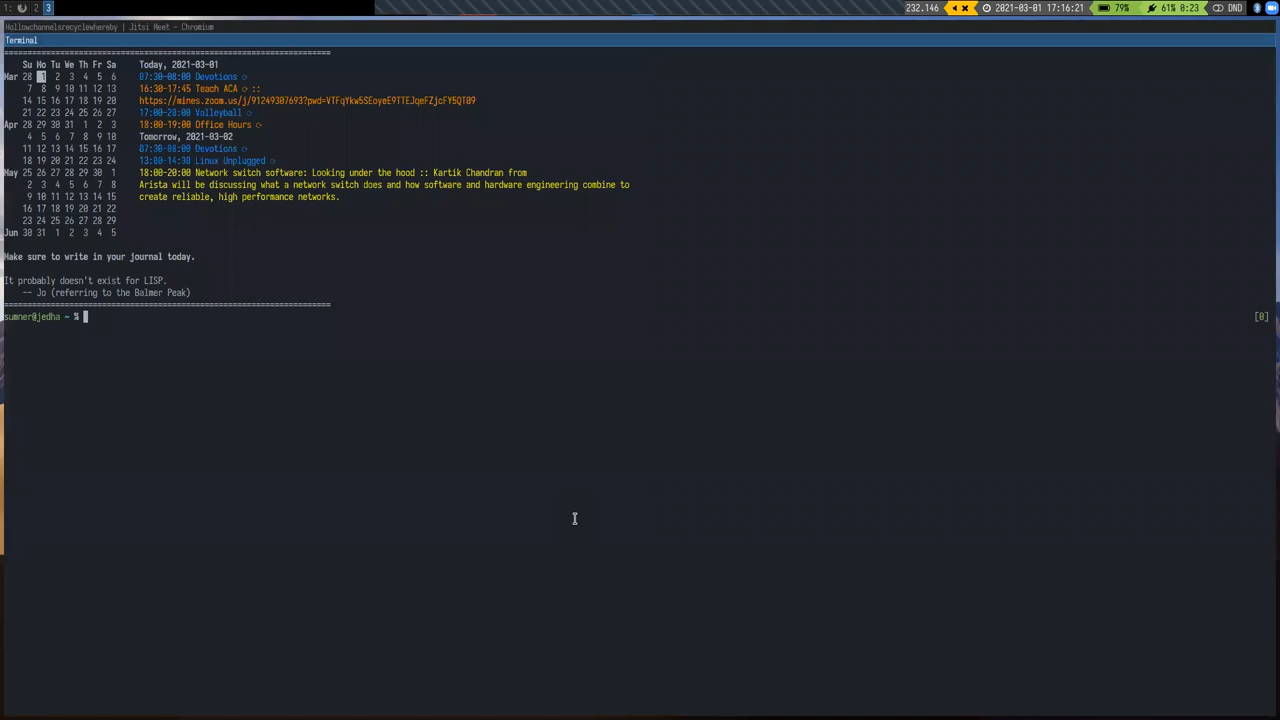 1: 2 3 232.146 2021-03-01 17:16:21 79% 61% 0:23 DND
Hallowchannelsrecyclewhereby | Jitsi Meet - Chromium
Terminal
======================================================================
Su Mo Tu We Th Fr Sa Today, 2021-03-01
Mar 28 1 2 3 4 5 6 07:30-08:00 Devotions ⟳
7 8 9 10 11 12 13 16:30-17:45 Teach ACA ⟳ ::
14 15 16 17 18 19 20 https://mines.zoom.us/j/91249307693?pwd=VTFqYkw5SEoyeE9TTEJqeFZjcFY5QT09
21 22 23 24 25 26 27 17:00-20:00 Volleyball ⟳
Apr 28 29 30 31 1 2 3 18:00-19:00 Office Hours ⟳
4 5 6 7 8 9 10 Tomorrow, 2021-03-02
11 12 13 14 15 16 17 07:30-08:00 Devotions ⟳
18 19 20 21 22 23 24 13:00-14:30 Linux Unplugged ⟳
May 25 26 27 28 29 30 1 18:00-20:00 Network switch software: Looking under the hood :: Kartik Chandran from
2 3 4 5 6 7 8 Arista will be discussing what a network switch does and how software and hardware engineering combine to
9 10 11 12 13 14 15 create reliable, high performance networks.
16 17 18 19 20 21 22
23 24 25 26 27 28 29
Jun 30 31 1 2 3 4 5
Make sure to write in your journal today.
It probably doesn't exist for LISP.
-- Jo (referring to the Balmer Peak)
======================================================================
sumner@jedha ~ % [0]